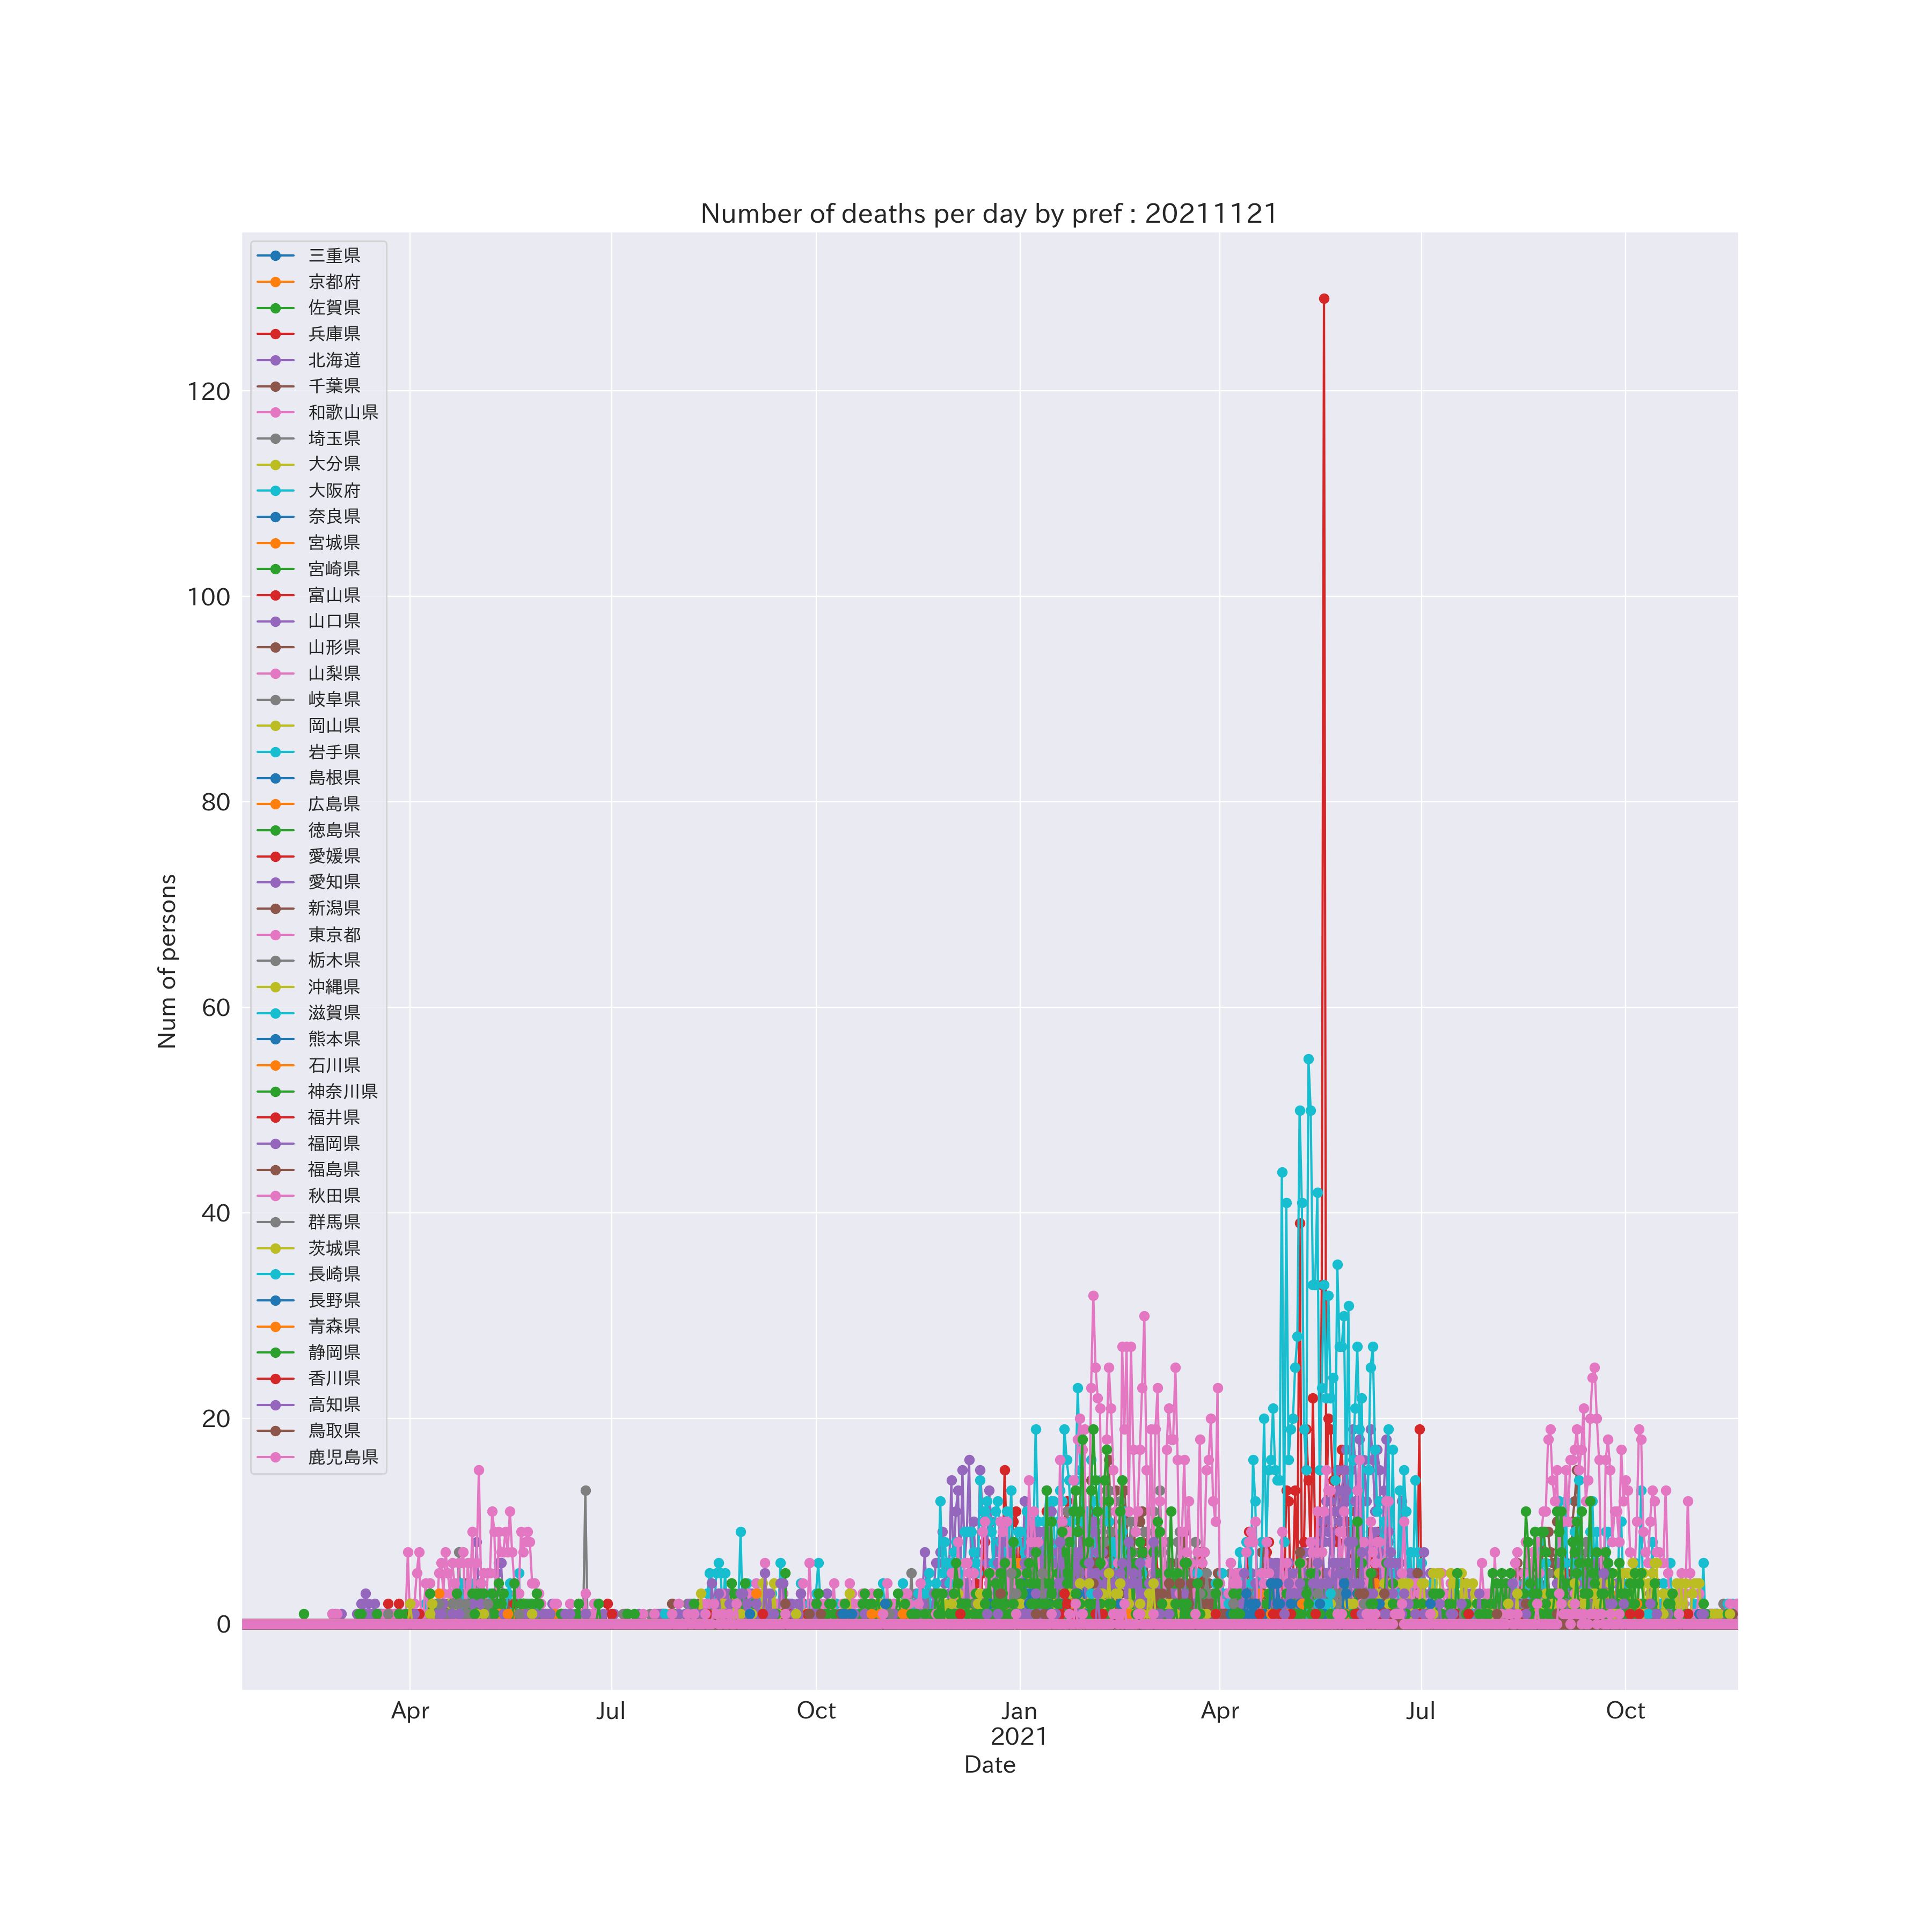 Number of deaths per day by pref : 20211121
三重県
京都府
佐賀県
兵庫県
北海道
千葉県
和歌山県
埼玉県
大分県
大阪府
奈良県
宮城県
宮崎県
富山県
山口県
山形県
山梨県
岐阜県
岡山県
岩手県
島根県
広島県
徳島県
愛媛県
愛知県
新潟県
東京都
栃木県
沖縄県
滋賀県
熊本県
石川県
神奈川県
福井県
福岡県
福島県
秋田県
群馬県
茨城県
長崎県
長野県
青森県
静岡県
香川県
高知県
鳥取県
鹿児島県
Num of persons
120
100
80
60
40
20
0
Apr Jul Oct Jan Apr Jul Oct
2021
Date